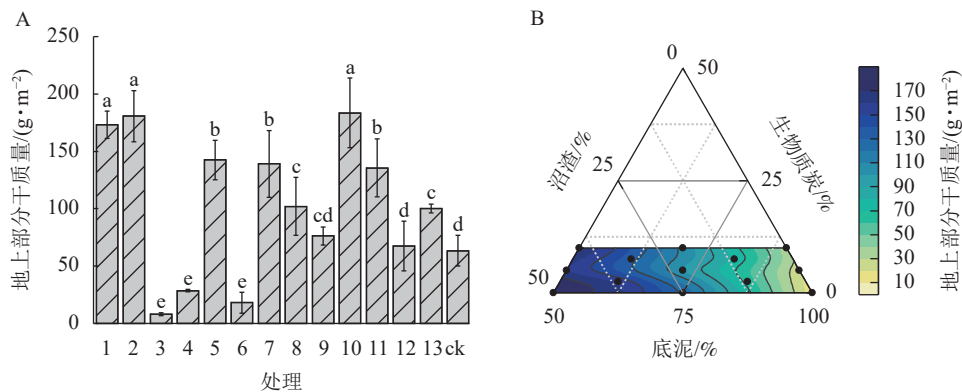 A
地上部分干质量/(g·m⁻²)
250
200
150
100
50
0
a
a
e
e
b
e
b
c
cd
a
b
d
c
d
1 2 3 4 5 6 7 8 9 10 11 12 13 ck
处理
B
0 50
沼渣/%
生物质炭/%
25 25
50 0
50 75 100
底泥/%
170
150
130
110
90
70
50
30
10
地上部分干质量/(g·m⁻²)